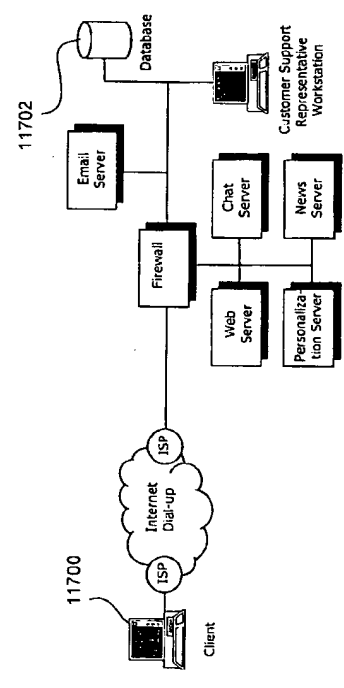 11700
Client
ISP
Internet
Dial-up
ISP
Firewall
Email
Server
11702
Database
Web
Server
Chat
Server
Personaliza-
tion Server
News
Server
Customer Support
Representative
Workstation